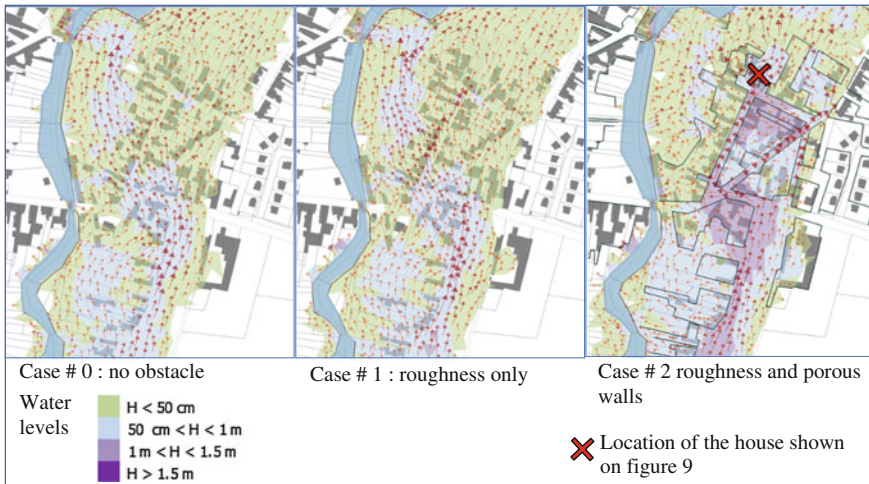 Case # 0 : no obstacle
Case # 1 : roughness only
Case # 2 roughness and porous
walls
Water
levels
H < 50 cm
50 cm < H < 1 m
1 m < H < 1.5 m
H > 1.5 m
Location of the house shown
on figure 9